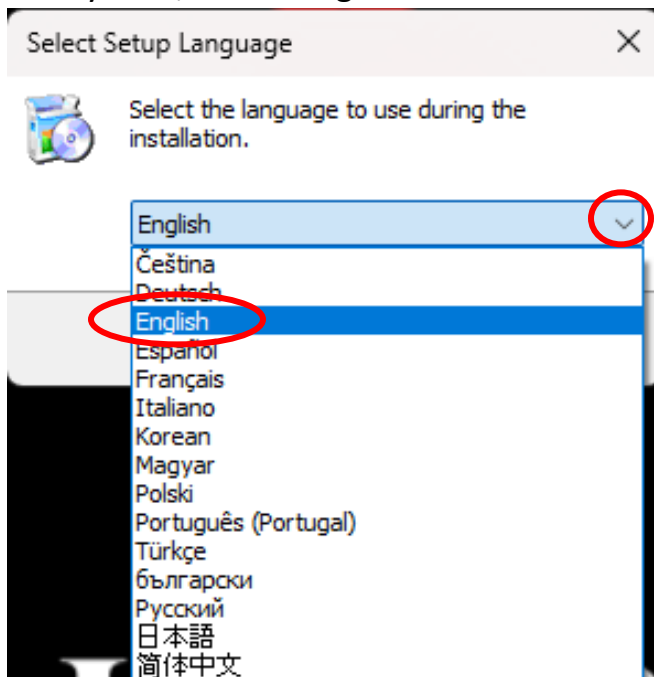 Select Setup Language
Select the language to use during the
installation.
English
Čeština
Deutsch
English
Español
Français
Italiano
Korean
Magyar
Polski
Português (Portugal)
Türkçe
български
Русский
日本語
简体中文